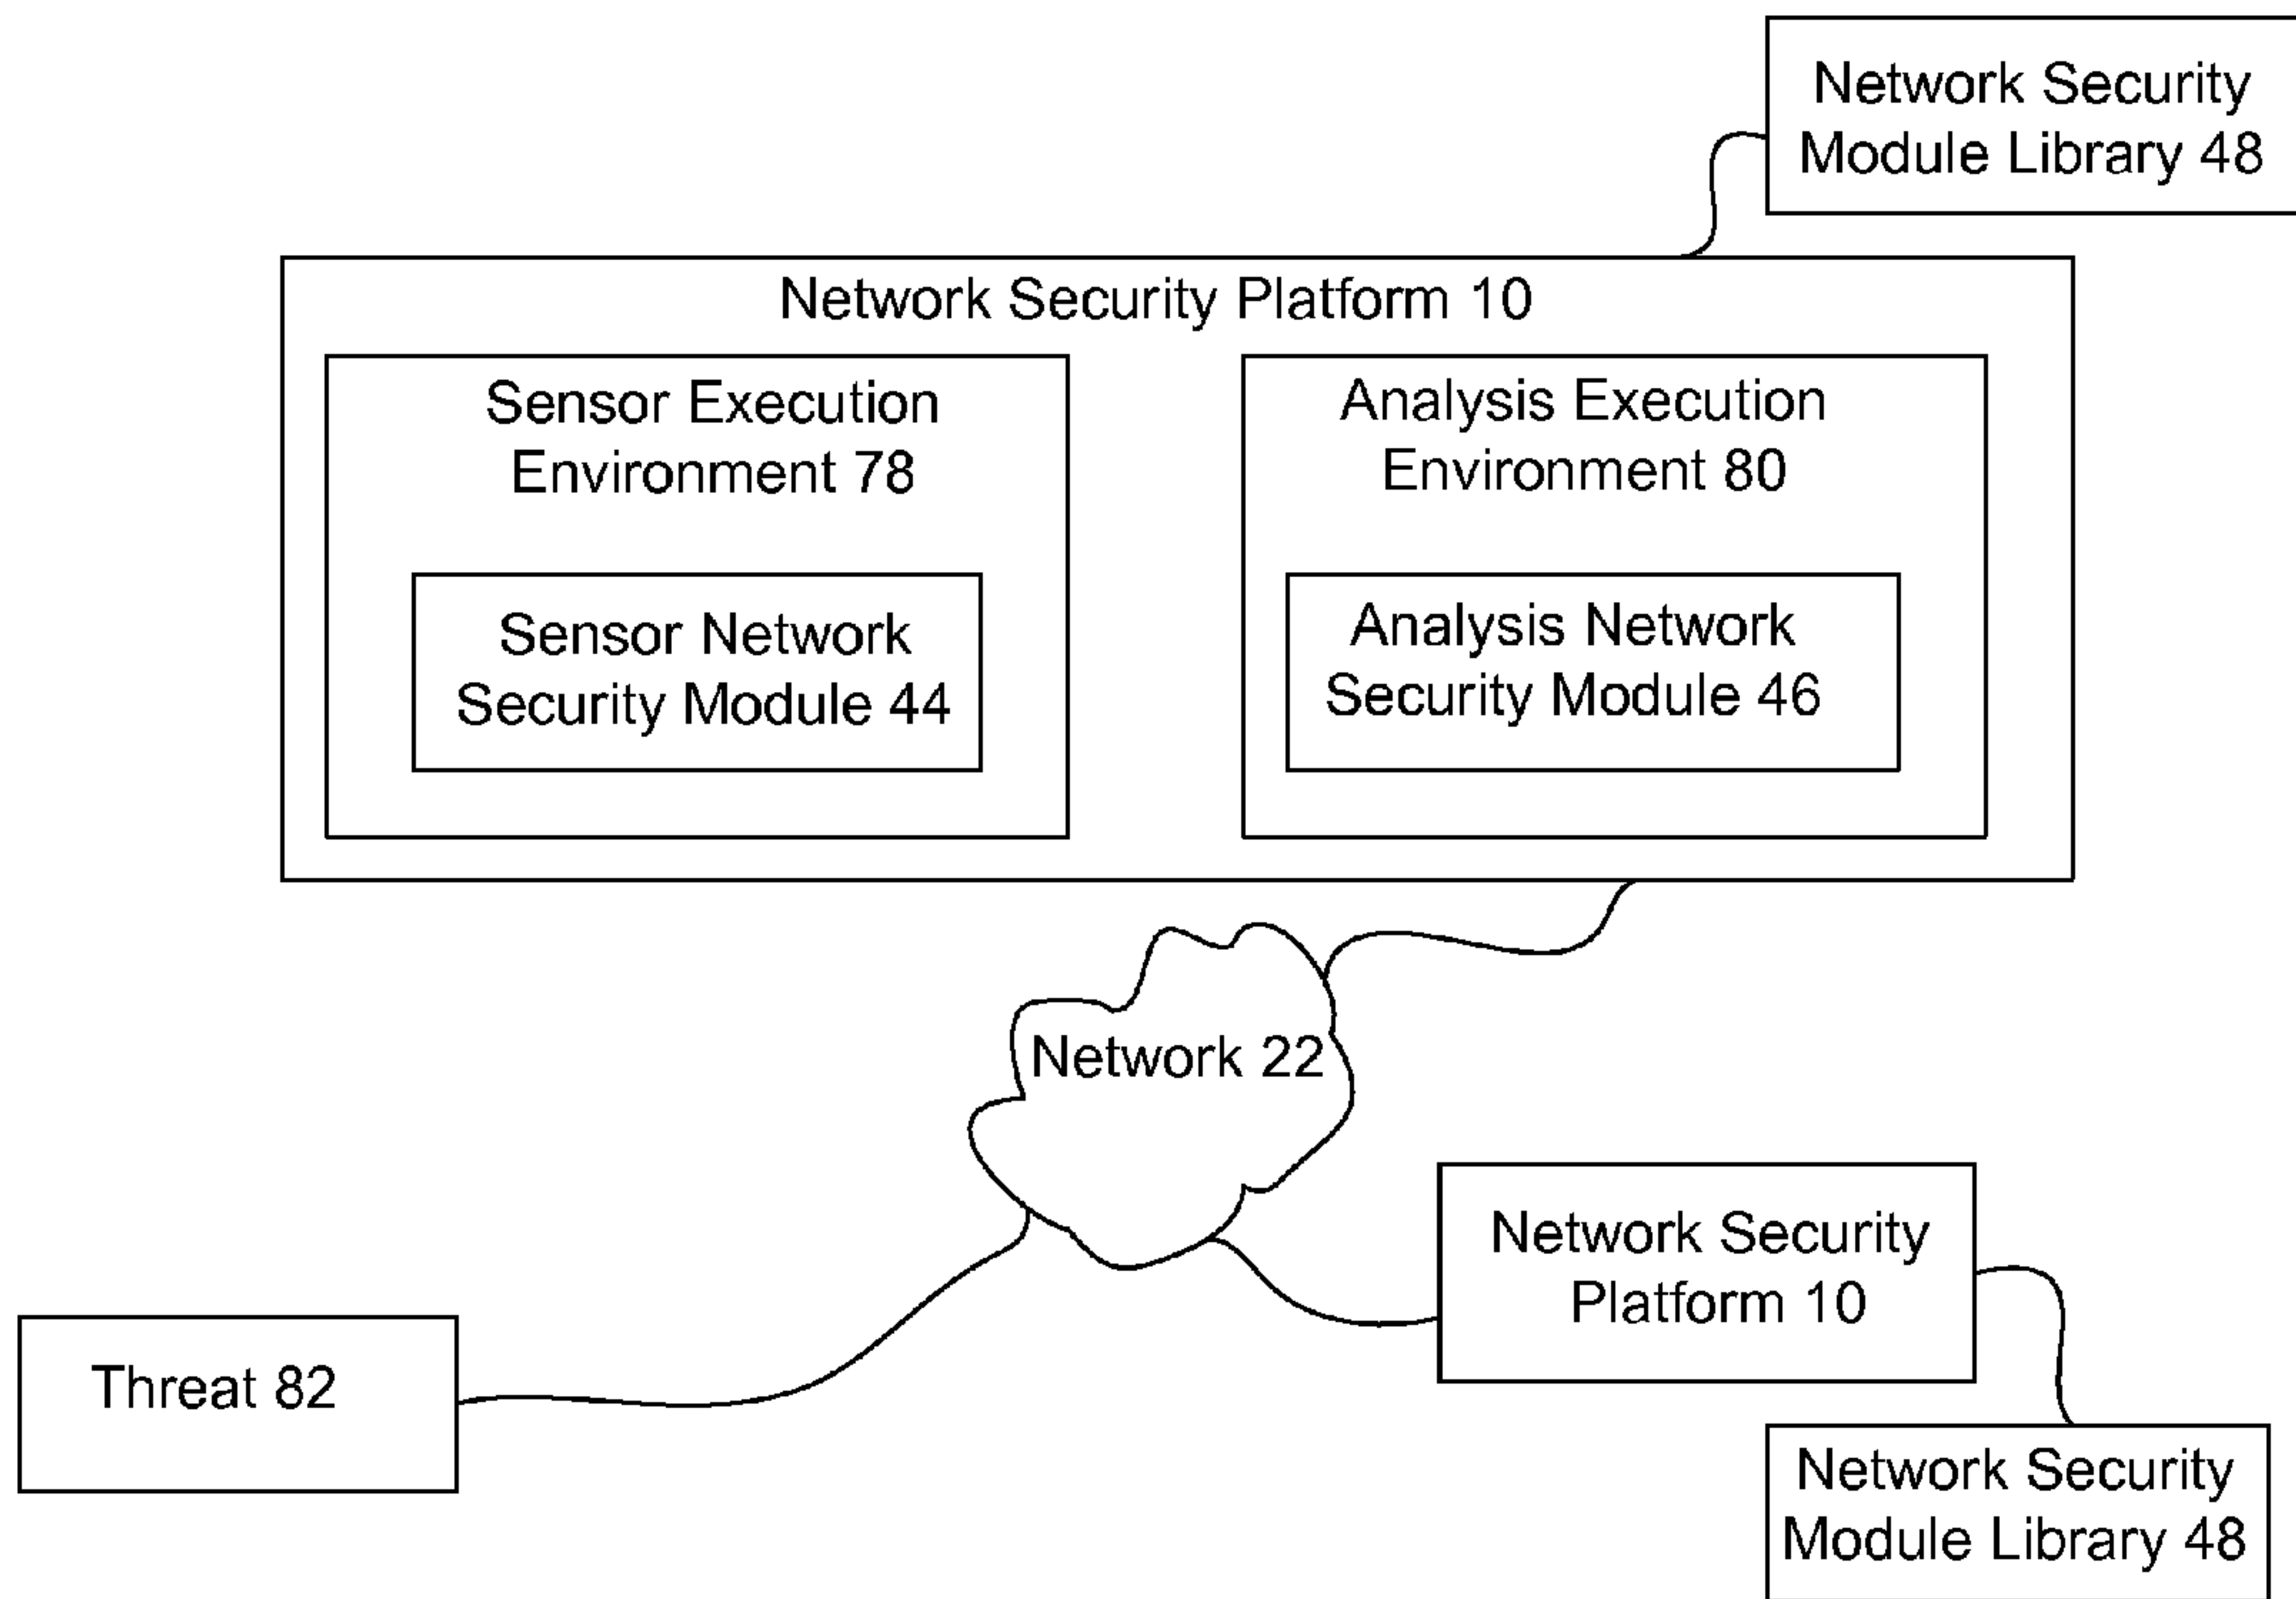 Network Security
Module Library 48
Network Security Platform 10
Sensor Execution
Environment 78
Analysis Execution
Environment 80
Sensor Network
Security Module 44
Analysis Network
Security Module 46
Network 22
Network Security
Platform 10
Threat 82
Network Security
Module Library 48